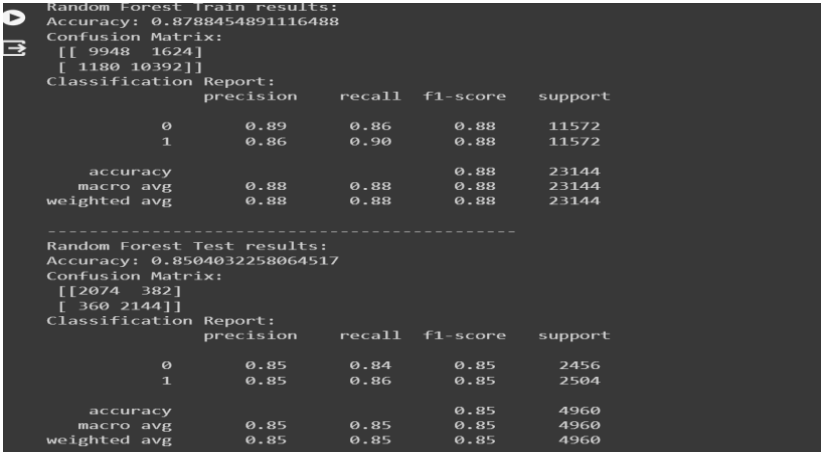 Random Forest Train results:
Accuracy: 0.8788454891116488
Confusion Matrix:
[[ 9948 1624]
[ 1180 10392]]
Classification Report:
precision recall f1-score support
0 0.89 0.86 0.88 11572
1 0.86 0.90 0.88 11572
accuracy 0.88 23144
macro avg 0.88 0.88 0.88 23144
weighted avg 0.88 0.88 0.88 23144
------------------------------------------------
Random Forest Test results:
Accuracy: 0.8504032258064517
Confusion Matrix:
[[2074 382]
[ 360 2144]]
Classification Report:
precision recall f1-score support
0 0.85 0.84 0.85 2456
1 0.85 0.86 0.85 2504
accuracy 0.85 4960
macro avg 0.85 0.85 0.85 4960
weighted avg 0.85 0.85 0.85 4960